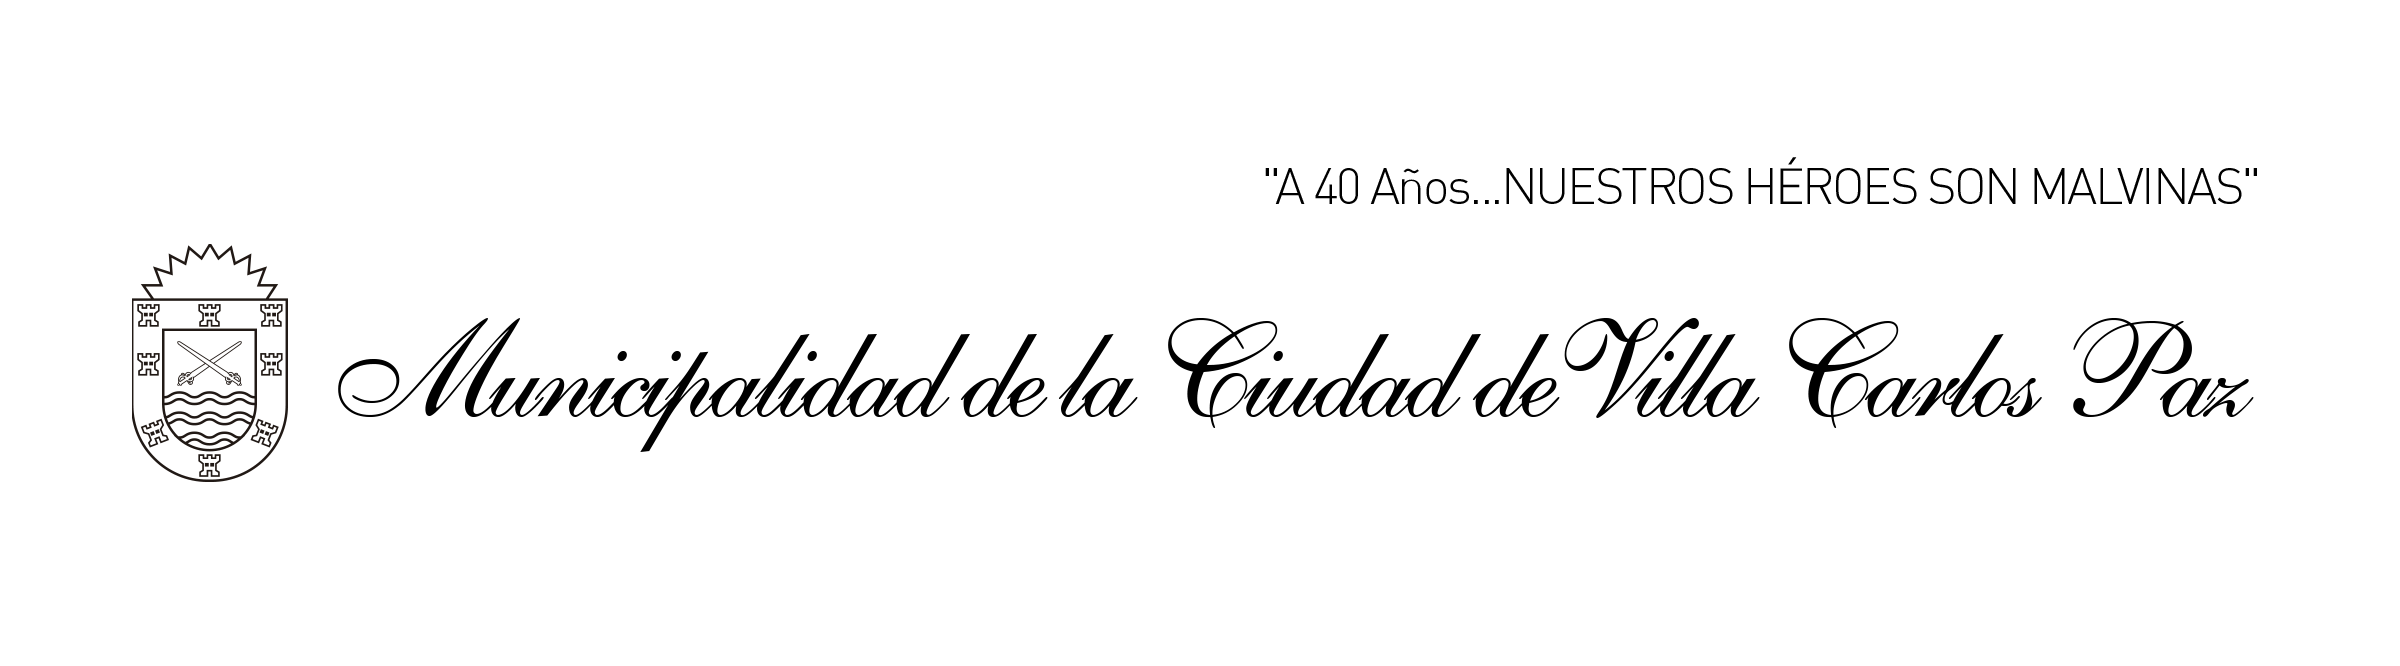 "A 40 Años...NUESTROS HÉROES SON MALVINAS"
Municipalidad de la Ciudad de Villa Carlos Paz